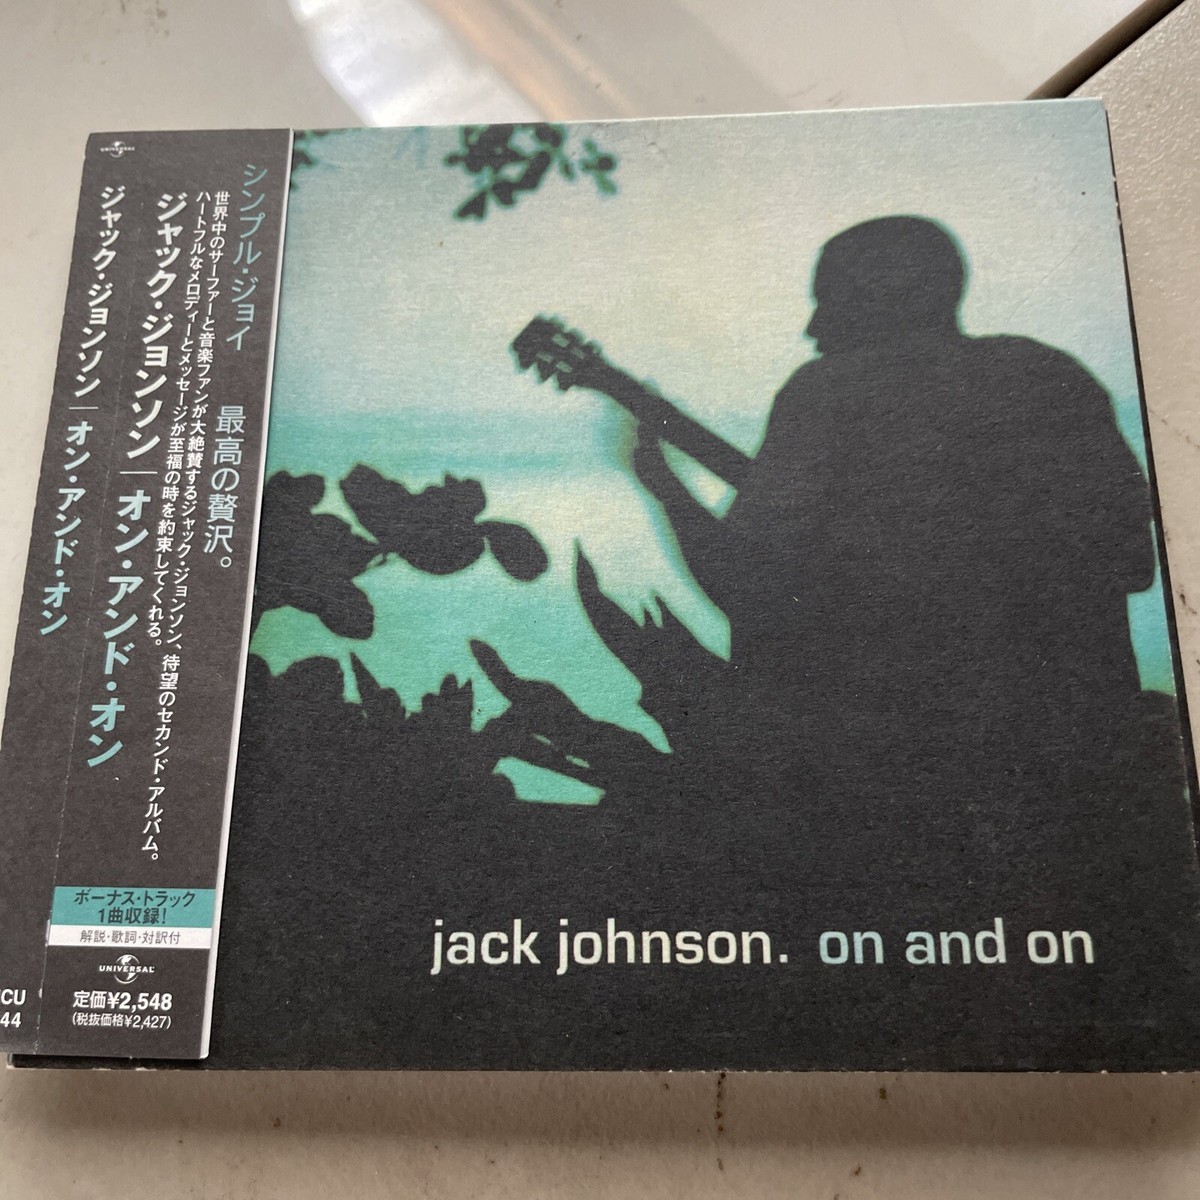 UNIVERSAL
シンプル・ジョイ 最高の贅沢。
世界中のサーファーと音楽ファンが大絶賛するジャック・ジョンソン、待望のセカンド・アルバム。
ハートフルなメロディーとメッセージが至福の時を約束してくれる。
ジャック・ジョンソン│オン・アンド・オン
ジャック・ジョンソン│オン・アンド・オン
ボーナス・トラック
1曲収録!
解説・歌詞・対訳付
UNIVERSAL
定価¥2,548
(税抜価格¥2,427)
CU
44
jack johnson. on and on